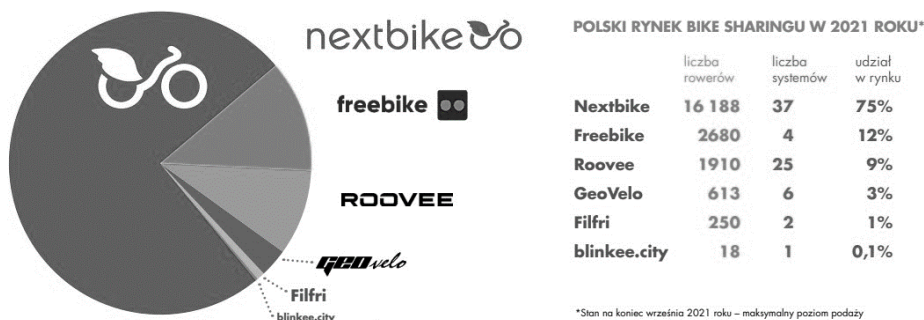 nextbike
freebike
ROOVEE
GEOvelo
Filfri
blinkee.city
POLSKI RYNEK BIKE SHARINGU W 2021 ROKU*
liczba rowerów liczba systemów udział w rynku
Nextbike 16 188 37 75%
Freebike 2680 4 12%
Roovee 1910 25 9%
GeoVelo 613 6 3%
Filfri 250 2 1%
blinkee.city 18 1 0,1%
*Stan na koniec września 2021 roku – maksymalny poziom podaży